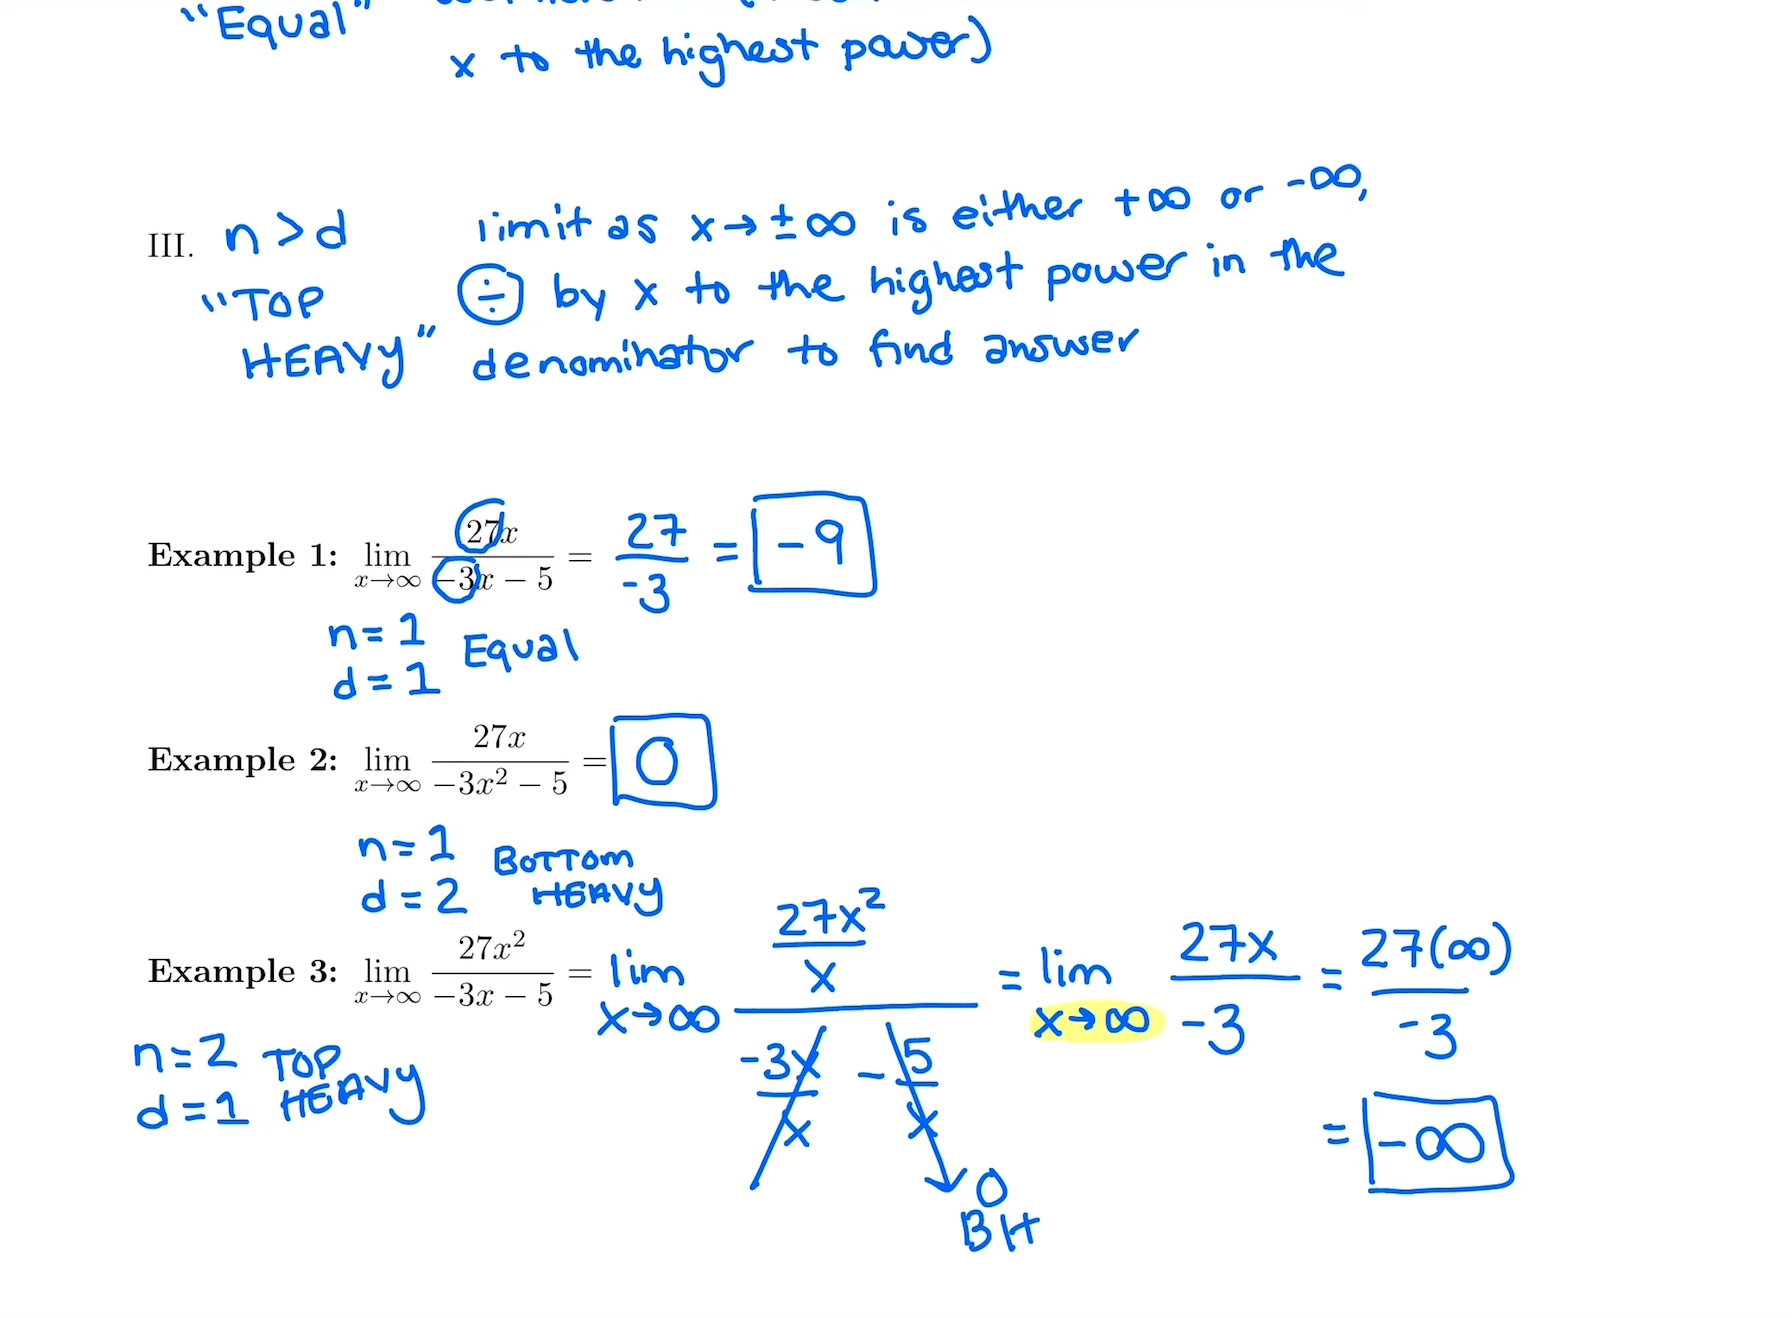 "Equal"
x to the highest power)
III. n > d limit as x → ± ∞ is either +∞ or -∞,
"TOP HEAVY" ÷ by x to the highest power in the
denominator to find answer
Example 1: lim x→∞ 27x / (−3x − 5) = 27 / -3 = -9
n = 1 Equal
d = 1
Example 2: lim x→∞ 27x / (−3x² − 5) = 0
n = 1 BOTTOM
d = 2 HEAVY
Example 3: lim x→∞ 27x² / (−3x − 5) = lim x→∞ (27x² / x) / (-3x / x - 5 / x) = lim x→∞ 27x / -3 = 27(∞) / -3
n = 2 TOP
d = 1 HEAVY
= -∞
0
BH